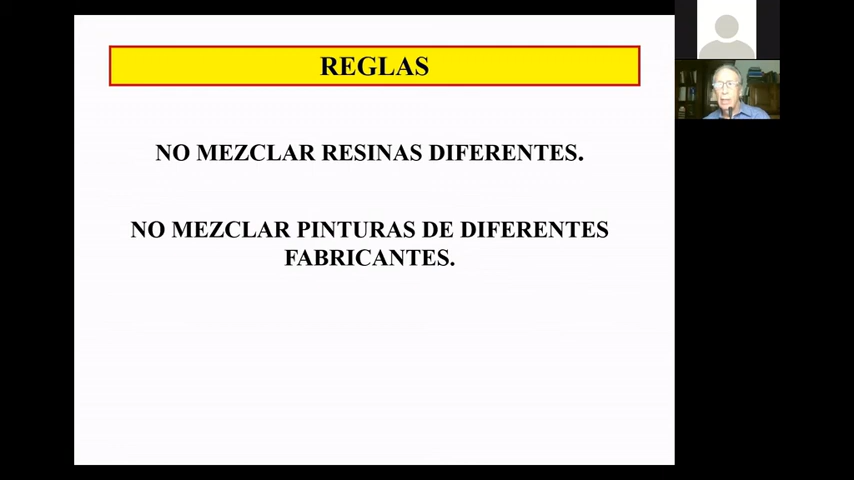 REGLAS
NO MEZCLAR RESINAS DIFERENTES.
NO MEZCLAR PINTURAS DE DIFERENTES
FABRICANTES.